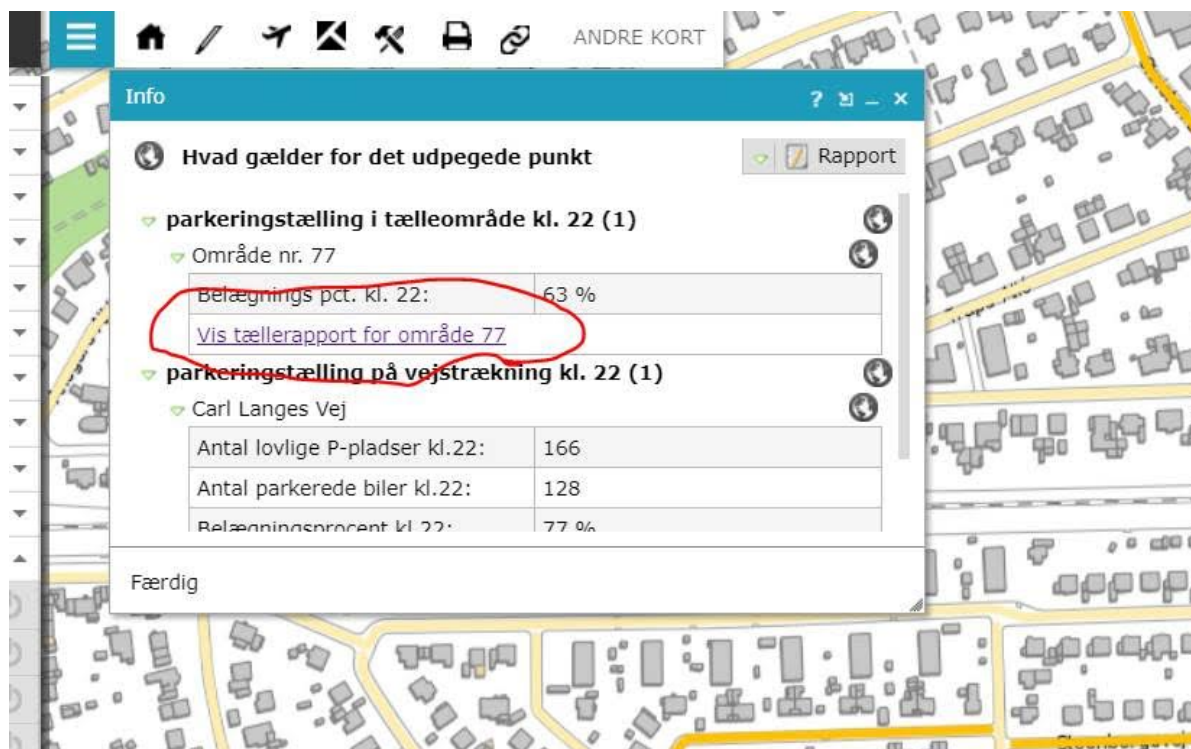 ANDRE KORT
Info
Hvad gælder for det udpegede punkt
Rapport
parkeringstælling i tælleområde kl. 22 (1)
Område nr. 77
Belægnings pct. kl. 22: 63 %
Vis tællerapport for område 77
parkeringstælling på vejstrækning kl. 22 (1)
Carl Langes Vej
Antal lovlige P-pladser kl.22: 166
Antal parkerede biler kl.22: 128
Belægningsprocent kl.22: 77 %
Færdig